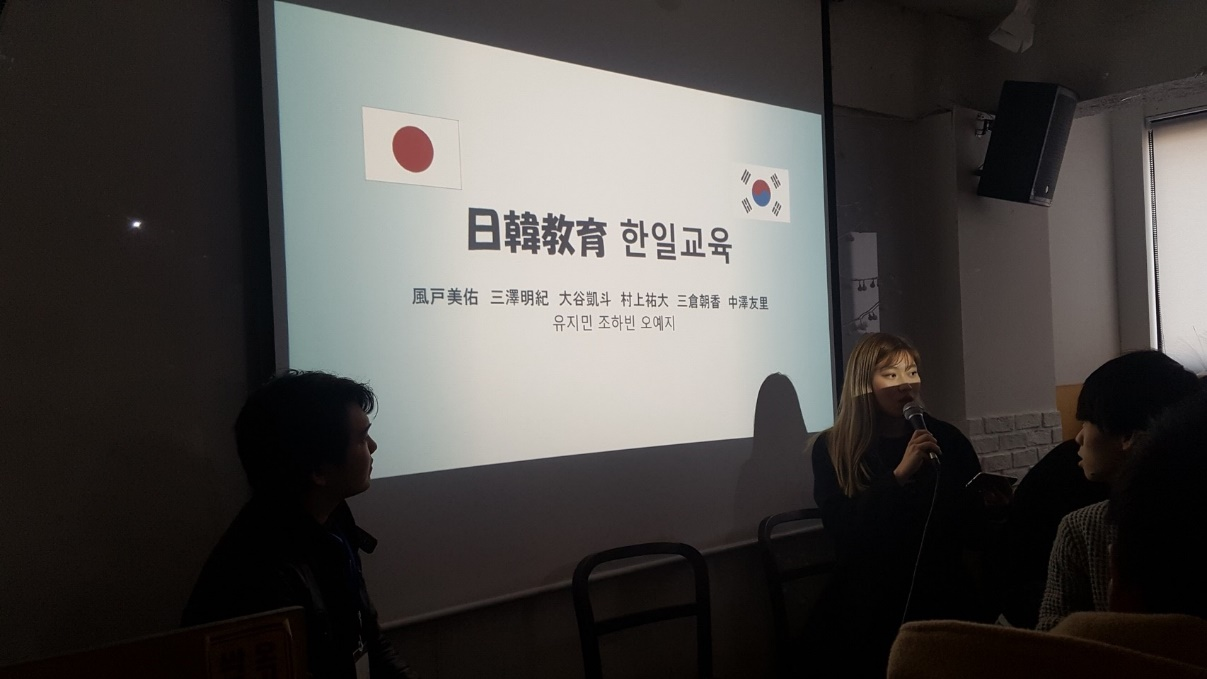 日韓教育 한일교육
風戸美佑 三澤明紀 大谷凱斗 村上祐大 三倉朝香 中澤友里
유지민 조하빈 오예지